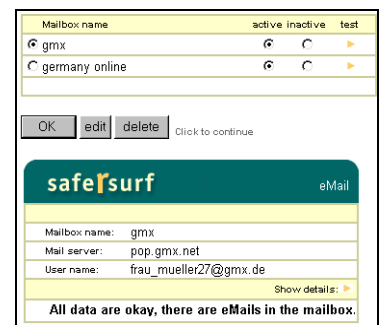 Mailbox name active inactive test
gmx
germany online
OK edit delete Click to continue
safersurf eMail
Mailbox name: gmx
Mail server: pop.gmx.net
User name: frau_mueller27@gmx.de
Show details:
All data are okay, there are eMails in the mailbox.